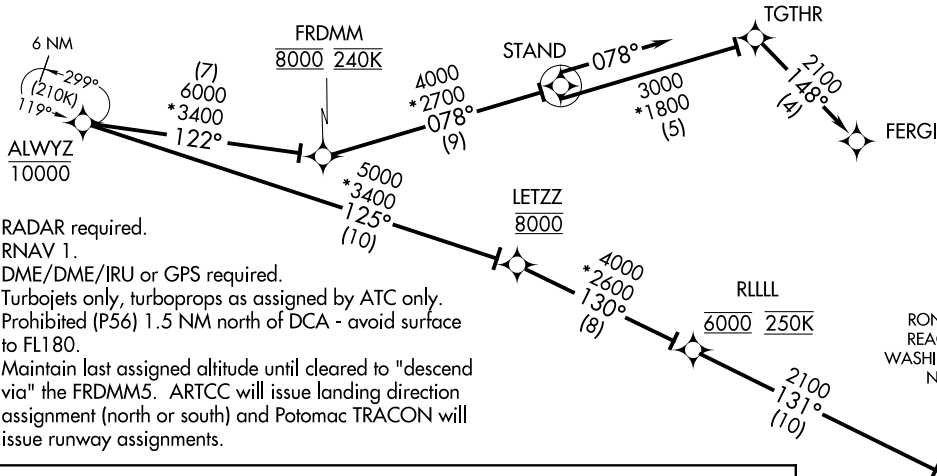 TGTHR
6 NM
FRDMM
8000 240K
STAND
078°
299°
(210K)
119°
(7)
6000
*3400
122°
4000
*2700
078°
(9)
3000
*1800
(5)
2100
148°
(4)
FERGI
ALWYZ
10000
5000
*3400
125°
(10)
LETZZ
8000
RADAR required.
RNAV 1.
DME/DME/IRU or GPS required.
Turbojets only, turboprops as assigned by ATC only.
Prohibited (P56) 1.5 NM north of DCA - avoid surface
to FL180.
Maintain last assigned altitude until cleared to "descend
via" the FRDMM5. ARTCC will issue landing direction
assignment (north or south) and Potomac TRACON will
issue runway assignments.
4000
*2600
130°
(8)
RLLLL
6000 250K
2100
131°
(10)
RON
REA
WASHI
N